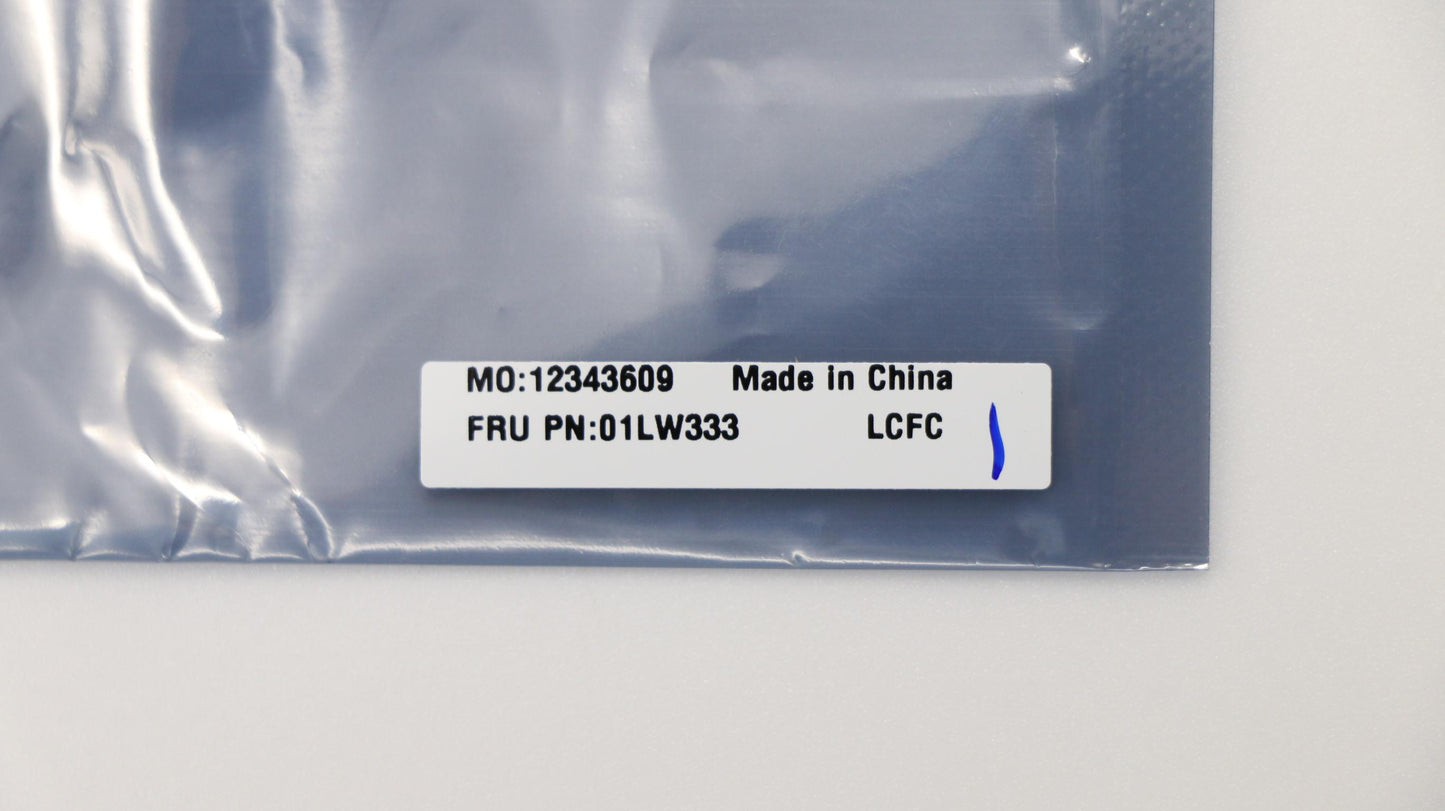 MO:12343609 Made in China
FRU PN:01LW333 LCFC